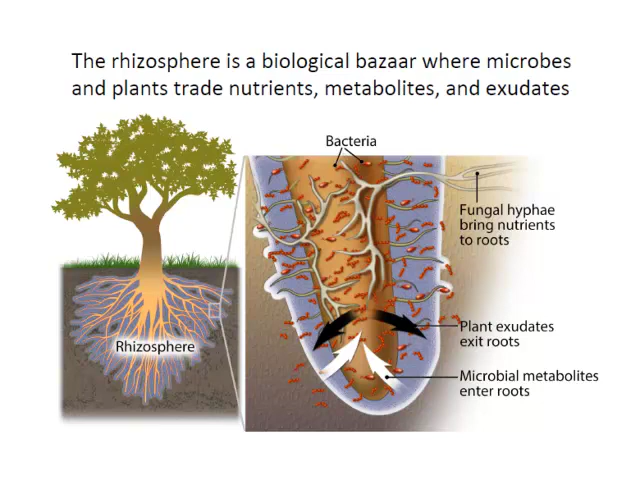 The rhizosphere is a biological bazaar where microbes
and plants trade nutrients, metabolites, and exudates
Bacteria
Fungal hyphae
bring nutrients
to roots
Rhizosphere
Plant exudates
exit roots
Microbial metabolites
enter roots